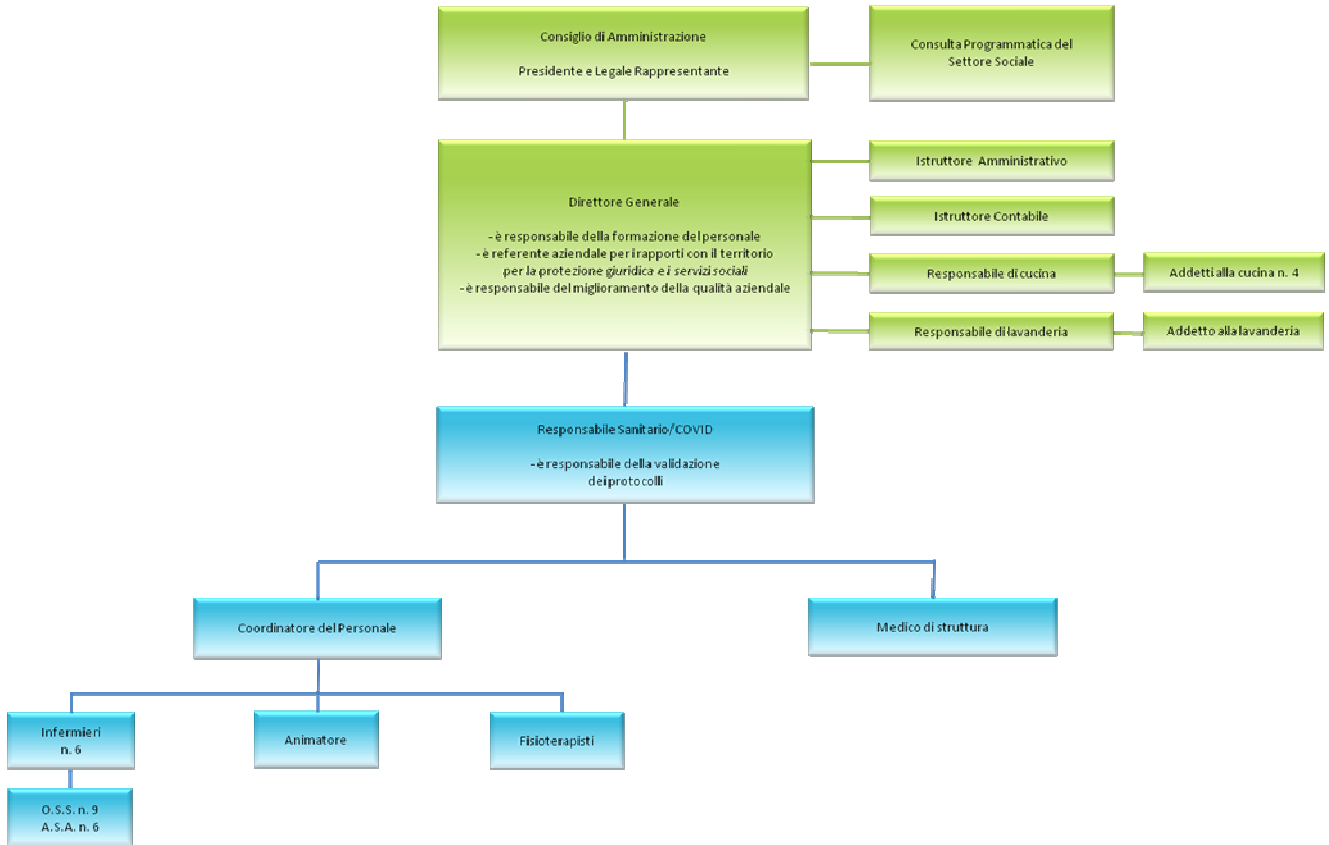 Consiglio di Amministrazione
Presidente e Legale Rappresentante
Consulta Programmatica del
Settore Sociale
Direttore Generale
- è responsabile della formazione del personale
- è referente aziendale per i rapporti con il territorio
per la protezione giuridica e i servizi sociali
- è responsabile del miglioramento della qualità aziendale
Istruttore Amministrativo
Istruttore Contabile
Responsabile di cucina
Addetti alla cucina n. 4
Responsabile di lavanderia
Addetto alla lavanderia
Responsabile Sanitario/COVID
- è responsabile della validazione
dei protocolli
Coordinatore del Personale
Medico di struttura
Infermieri
n. 6
Animatore
Fisioterapisti
O.S.S. n. 9
A.S.A. n. 6